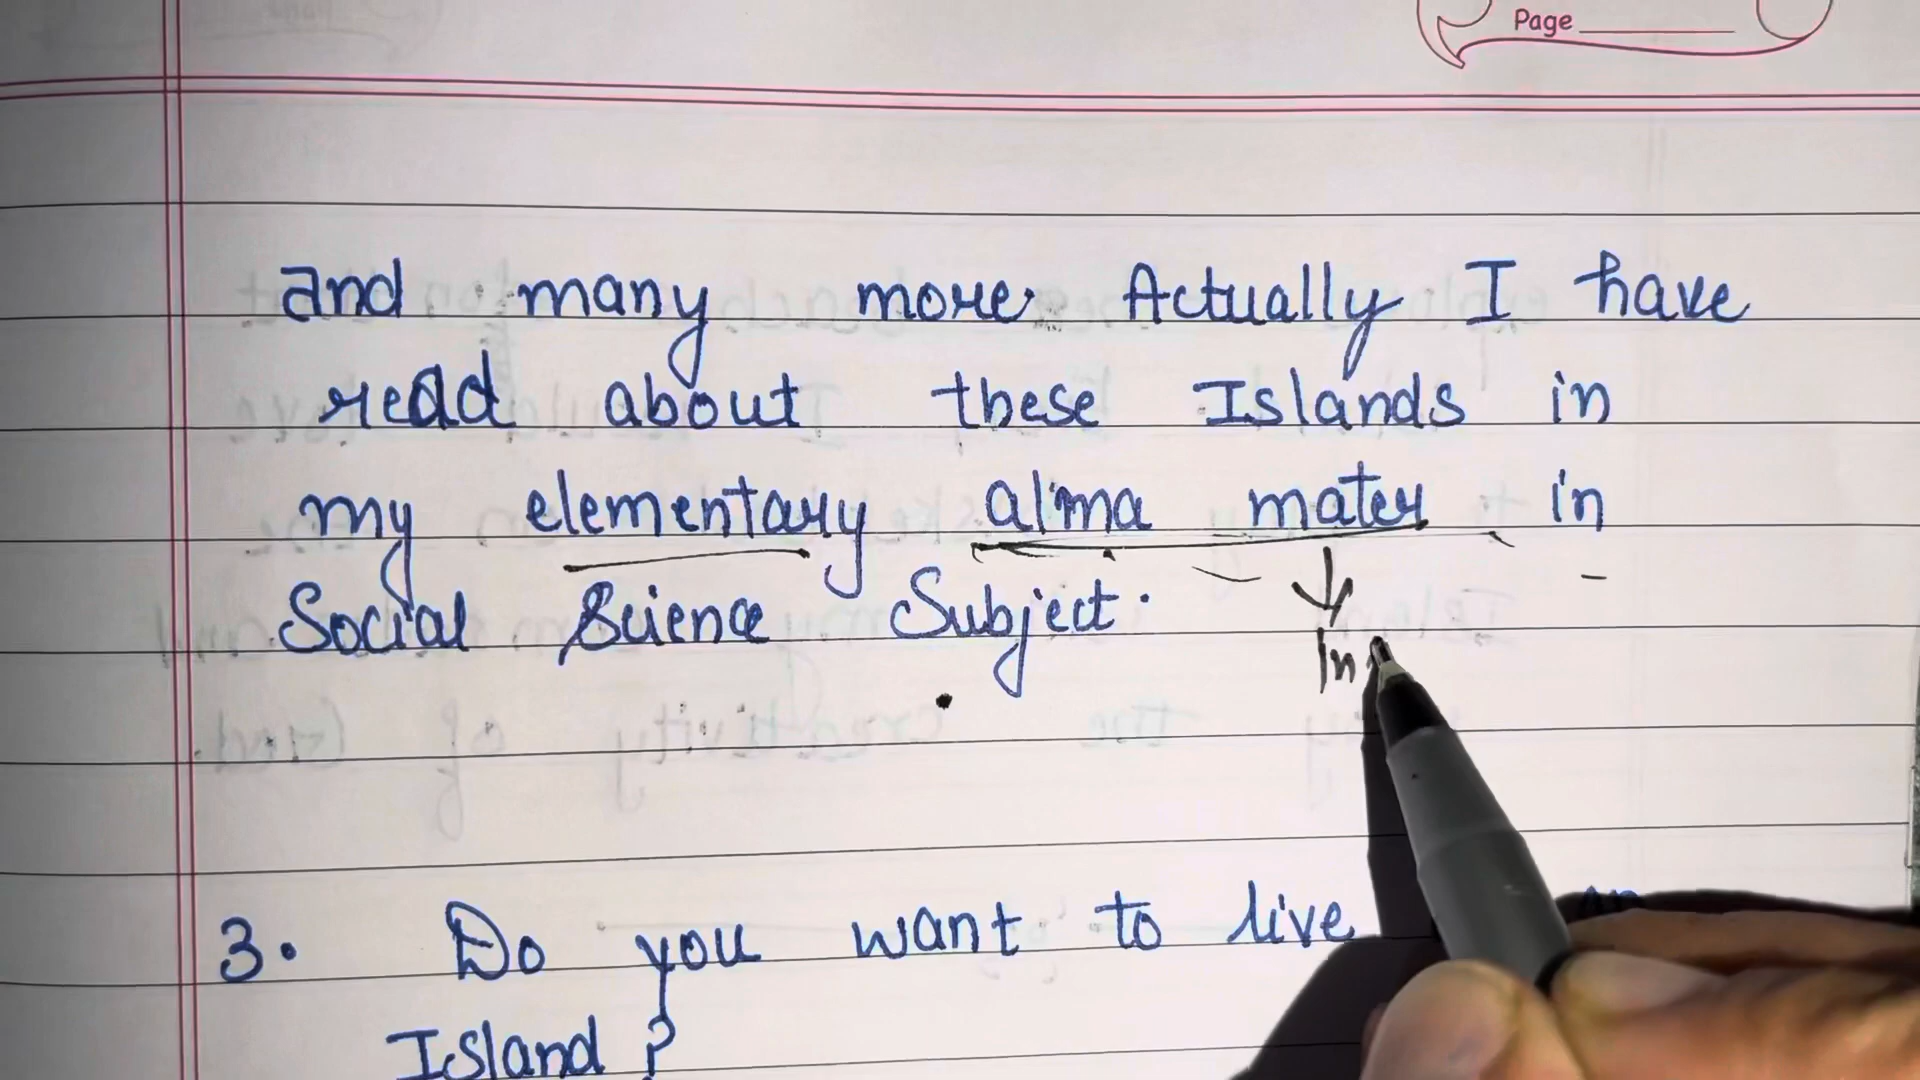 Page
and many more. Actually I have
read about these Islands in
my elementary alma mater in
Social Science Subject.
In
3. Do you want to live
Island ?